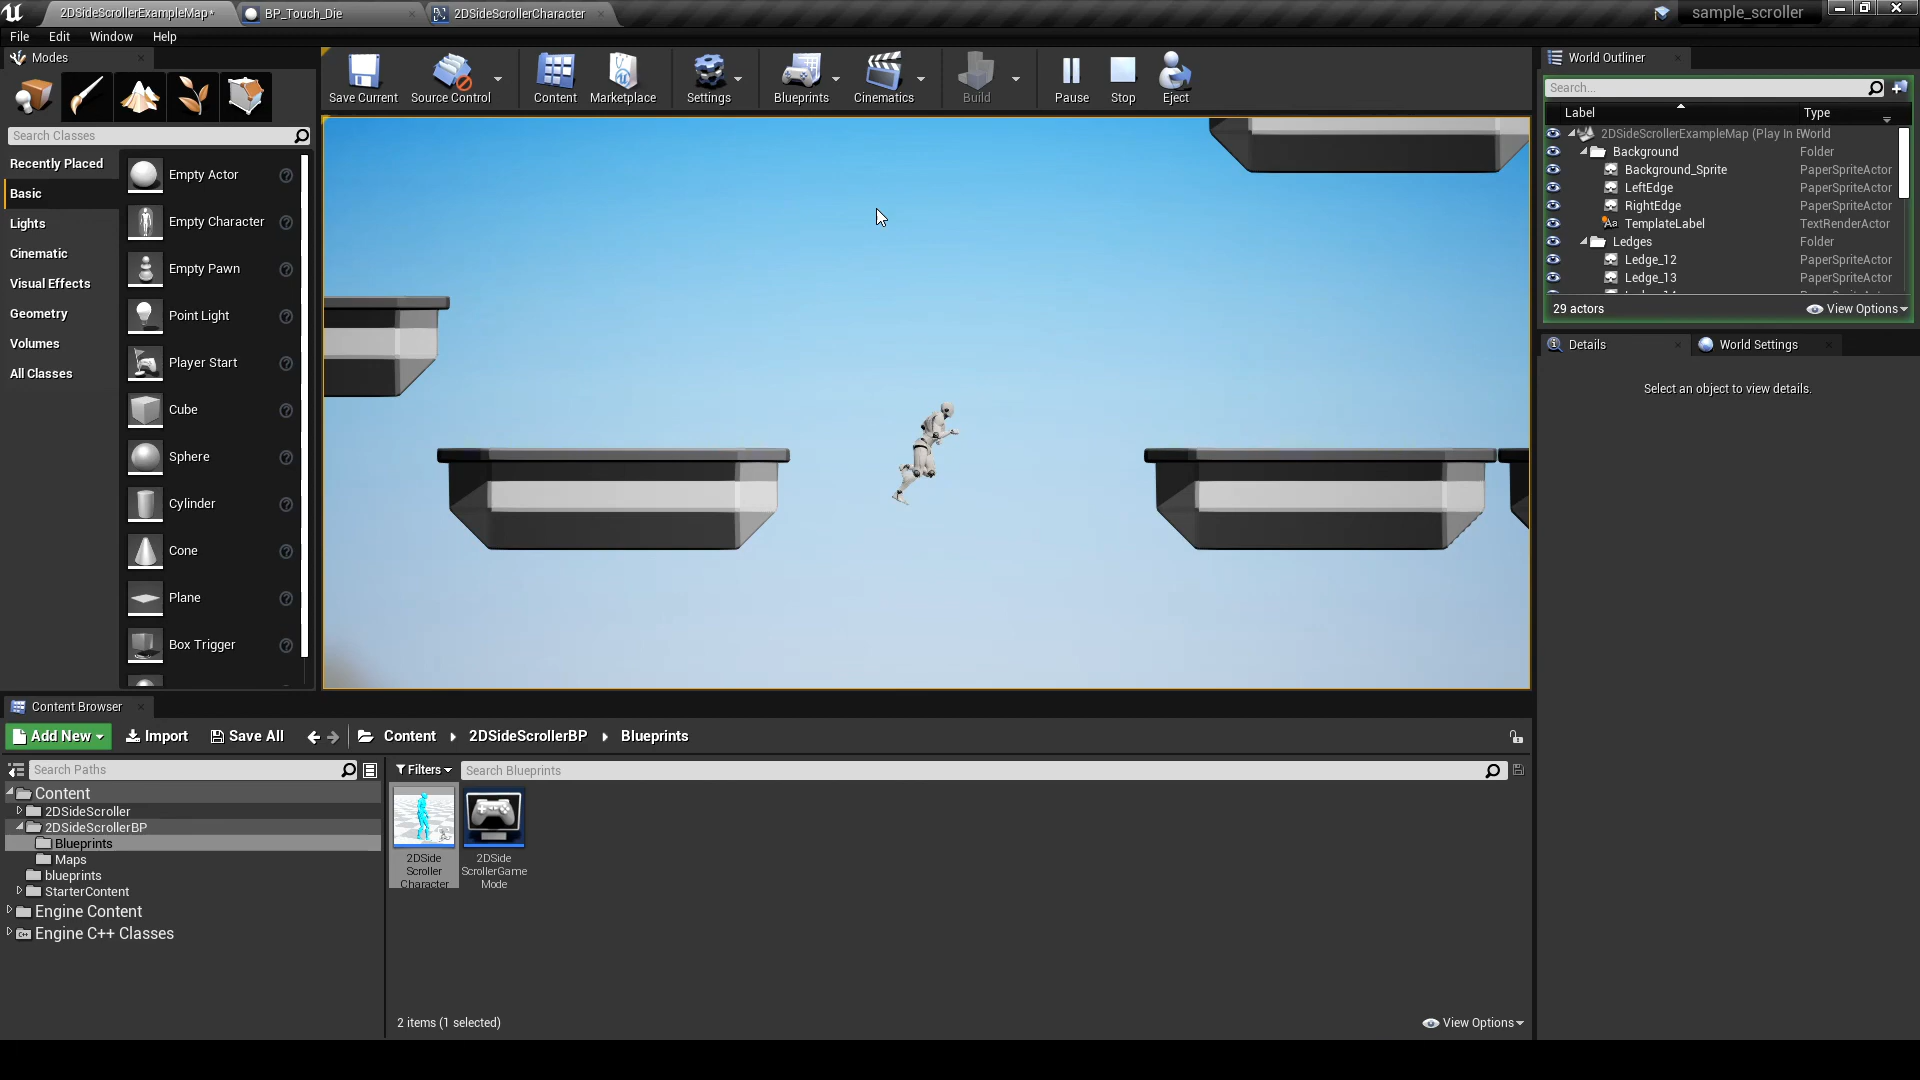 2DSideScrollerExampleMap*
BP_Touch_Die
2DSideScrollerCharacter
sample_scroller
File Edit Window Help
Modes
Search Classes
Recently Placed
Basic
Lights
Cinematic
Visual Effects
Geometry
Volumes
All Classes
Empty Actor
Empty Character
Empty Pawn
Point Light
Player Start
Cube
Sphere
Cylinder
Cone
Plane
Box Trigger
Save Current
Source Control
Content
Marketplace
Settings
Blueprints
Cinematics
Build
Pause
Stop
Eject
World Outliner
Search...
Label Type
2DSideScrollerExampleMap (Play In E World
Background Folder
Background_Sprite PaperSpriteActor
LeftEdge PaperSpriteActor
RightEdge PaperSpriteActor
TemplateLabel TextRenderActor
Ledges Folder
Ledge_12 PaperSpriteActor
Ledge_13 PaperSpriteActor
29 actors
View Options
Details
World Settings
Select an object to view details.
Content Browser
Add New
Import
Save All
Content
2DSideScrollerBP
Blueprints
Search Paths
Filters
Search Blueprints
Content
2DSideScroller
2DSideScrollerBP
Blueprints
Maps
blueprints
StarterContent
Engine Content
Engine C++ Classes
2DSide
Scroller
Character
2DSide
ScrollerGame
Mode
2 items (1 selected)
View Options